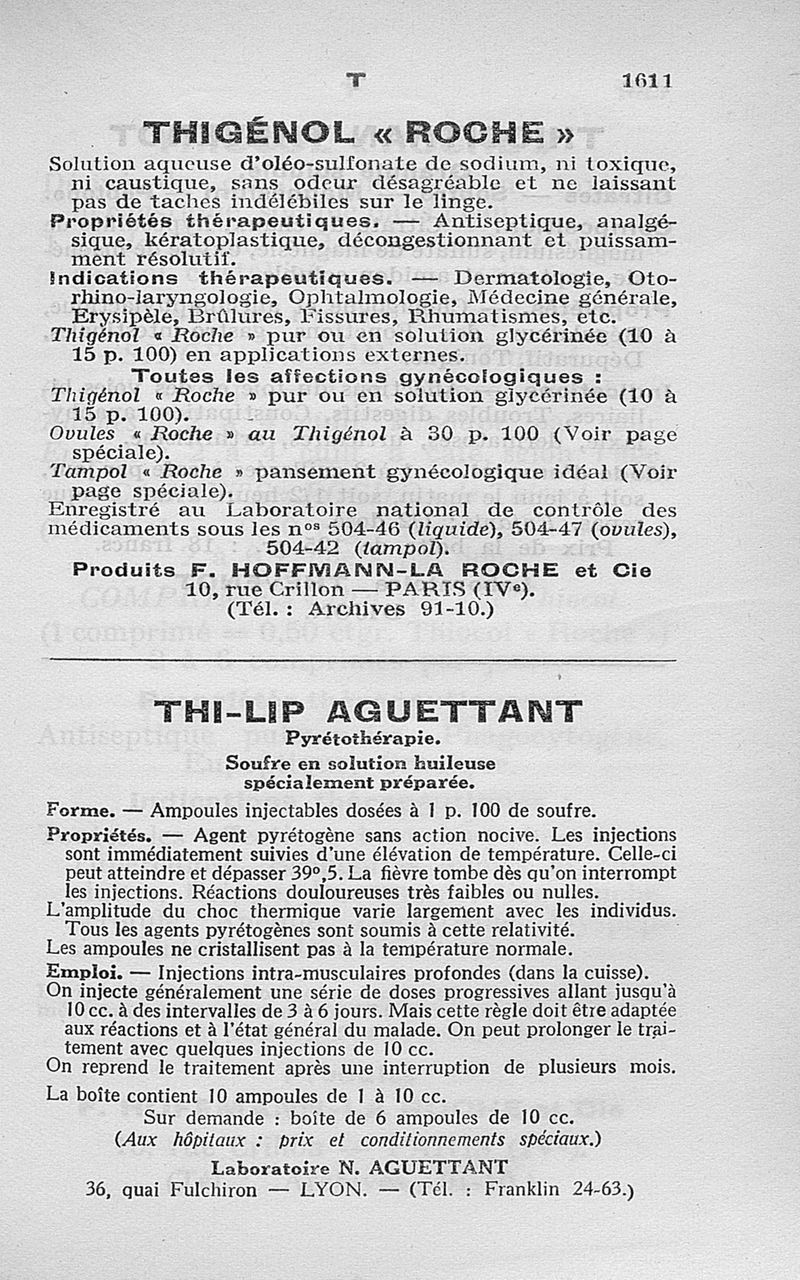 T 1611
THIGÉNOL « ROCHE »
Solution aqueuse d'oléo-sulfonate de sodium, ni toxique,
ni caustique, sans odeur désagréable et ne laissant
pas de taches indélébiles sur le linge.
Propriétés thérapeutiques. — Antiseptique, analgé-
sique, kératoplastique, décongestionnant et puissam-
ment résolutif.
Indications thérapeutiques. — Dermatologie, Oto-
rhino-laryngologie, Ophtalmologie, Médecine générale,
Erysipèle, Brûlures, Fissures, Rhumatismes, etc.
Thigénol « Roche » pur ou en solution glycérinée (10 à
15 p. 100) en applications externes.
Toutes les affections gynécologiques :
Thigénol « Roche » pur ou en solution glycérinée (10 à
15 p. 100).
Ovules « Roche » au Thigénol à 30 p. 100 (Voir page
spéciale).
Tampol « Roche » pansement gynécologique idéal (Voir
page spéciale).
Enregistré au Laboratoire national de contrôle des
médicaments sous les nos 504-46 (liquide), 504-47 (ovules),
504-42 (tampol).
Produits F. HOFFMANN-LA ROCHE et Cie
10, rue Crillon — PARIS (IVe).
(Tél. : Archives 91-10.)
THI-LIP AGUETTANT
Pyrétothérapie.
Soufre en solution huileuse
spécialement préparée.
Forme. — Ampoules injectables dosées à 1 p. 100 de soufre.
Propriétés. — Agent pyrétogène sans action nocive. Les injections
sont immédiatement suivies d'une élévation de température. Celle-ci
peut atteindre et dépasser 39°,5. La fièvre tombe dès qu'on interrompt
les injections. Réactions douloureuses très faibles ou nulles.
L'amplitude du choc thermique varie largement avec les individus.
Tous les agents pyrétogènes sont soumis à cette relativité.
Les ampoules ne cristallisent pas à la température normale.
Emploi. — Injections intra-musculaires profondes (dans la cuisse).
On injecte généralement une série de doses progressives allant jusqu'à
10 cc. à des intervalles de 3 à 6 jours. Mais cette règle doit être adaptée
aux réactions et à l'état général du malade. On peut prolonger le trai-
tement avec quelques injections de 10 cc.
On reprend le traitement après une interruption de plusieurs mois.
La boîte contient 10 ampoules de 1 à 10 cc.
Sur demande : boîte de 6 ampoules de 10 cc.
(Aux hôpitaux : prix et conditionnements spéciaux.)
Laboratoire N. AGUETTANT
36, quai Fulchiron — LYON. — (Tél. : Franklin 24-63.)